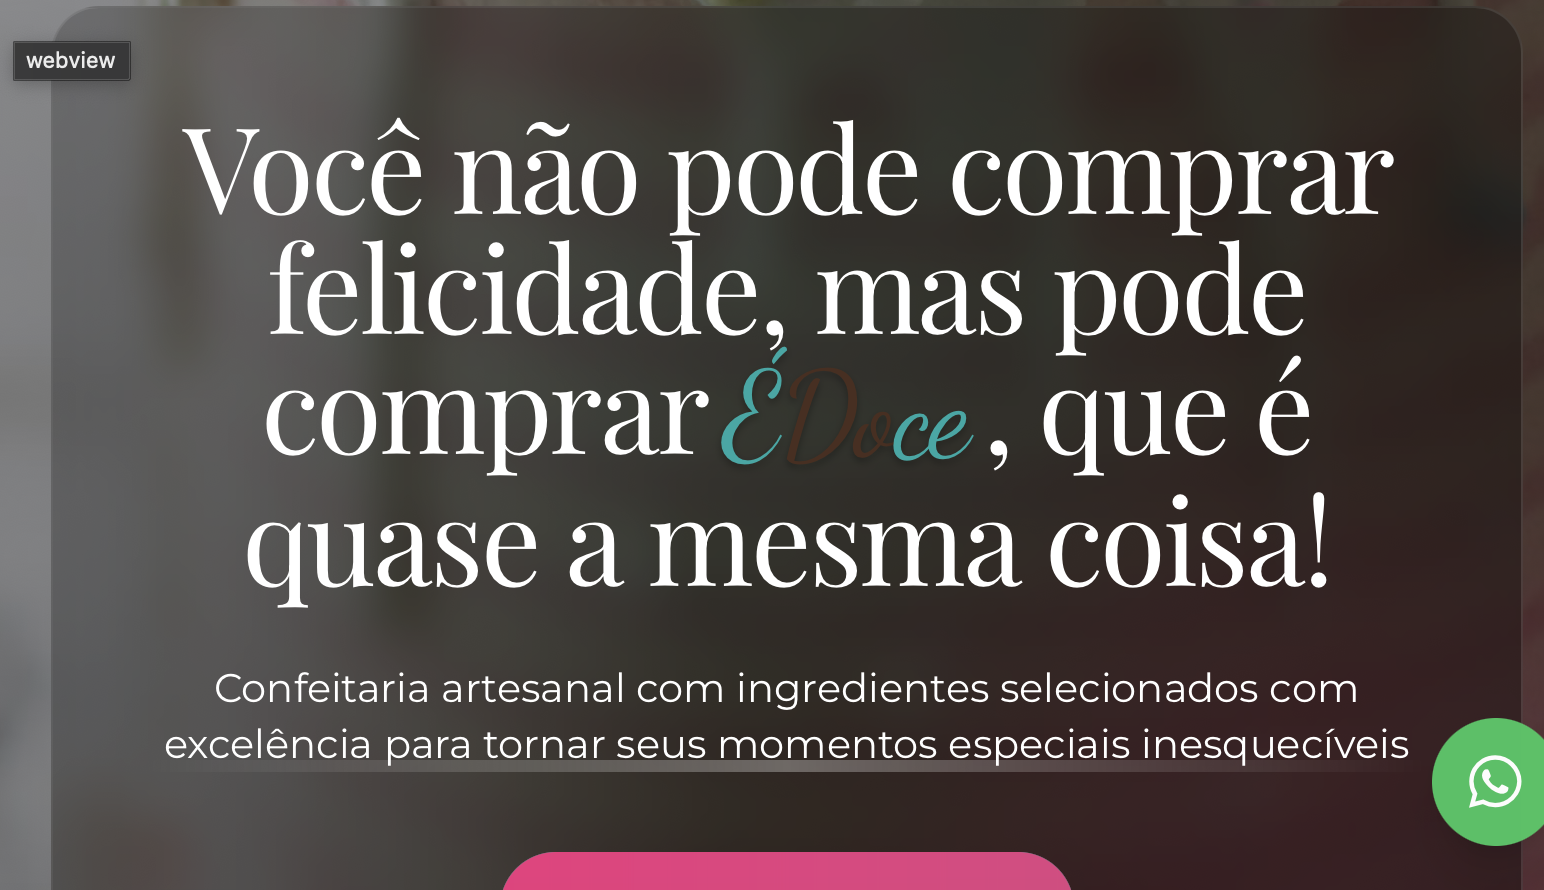 webview
Você não pode comprar
felicidade, mas pode
comprar ÉDoce , que é
quase a mesma coisa!
Confeitaria artesanal com ingredientes selecionados com
excelência para tornar seus momentos especiais inesquecíveis